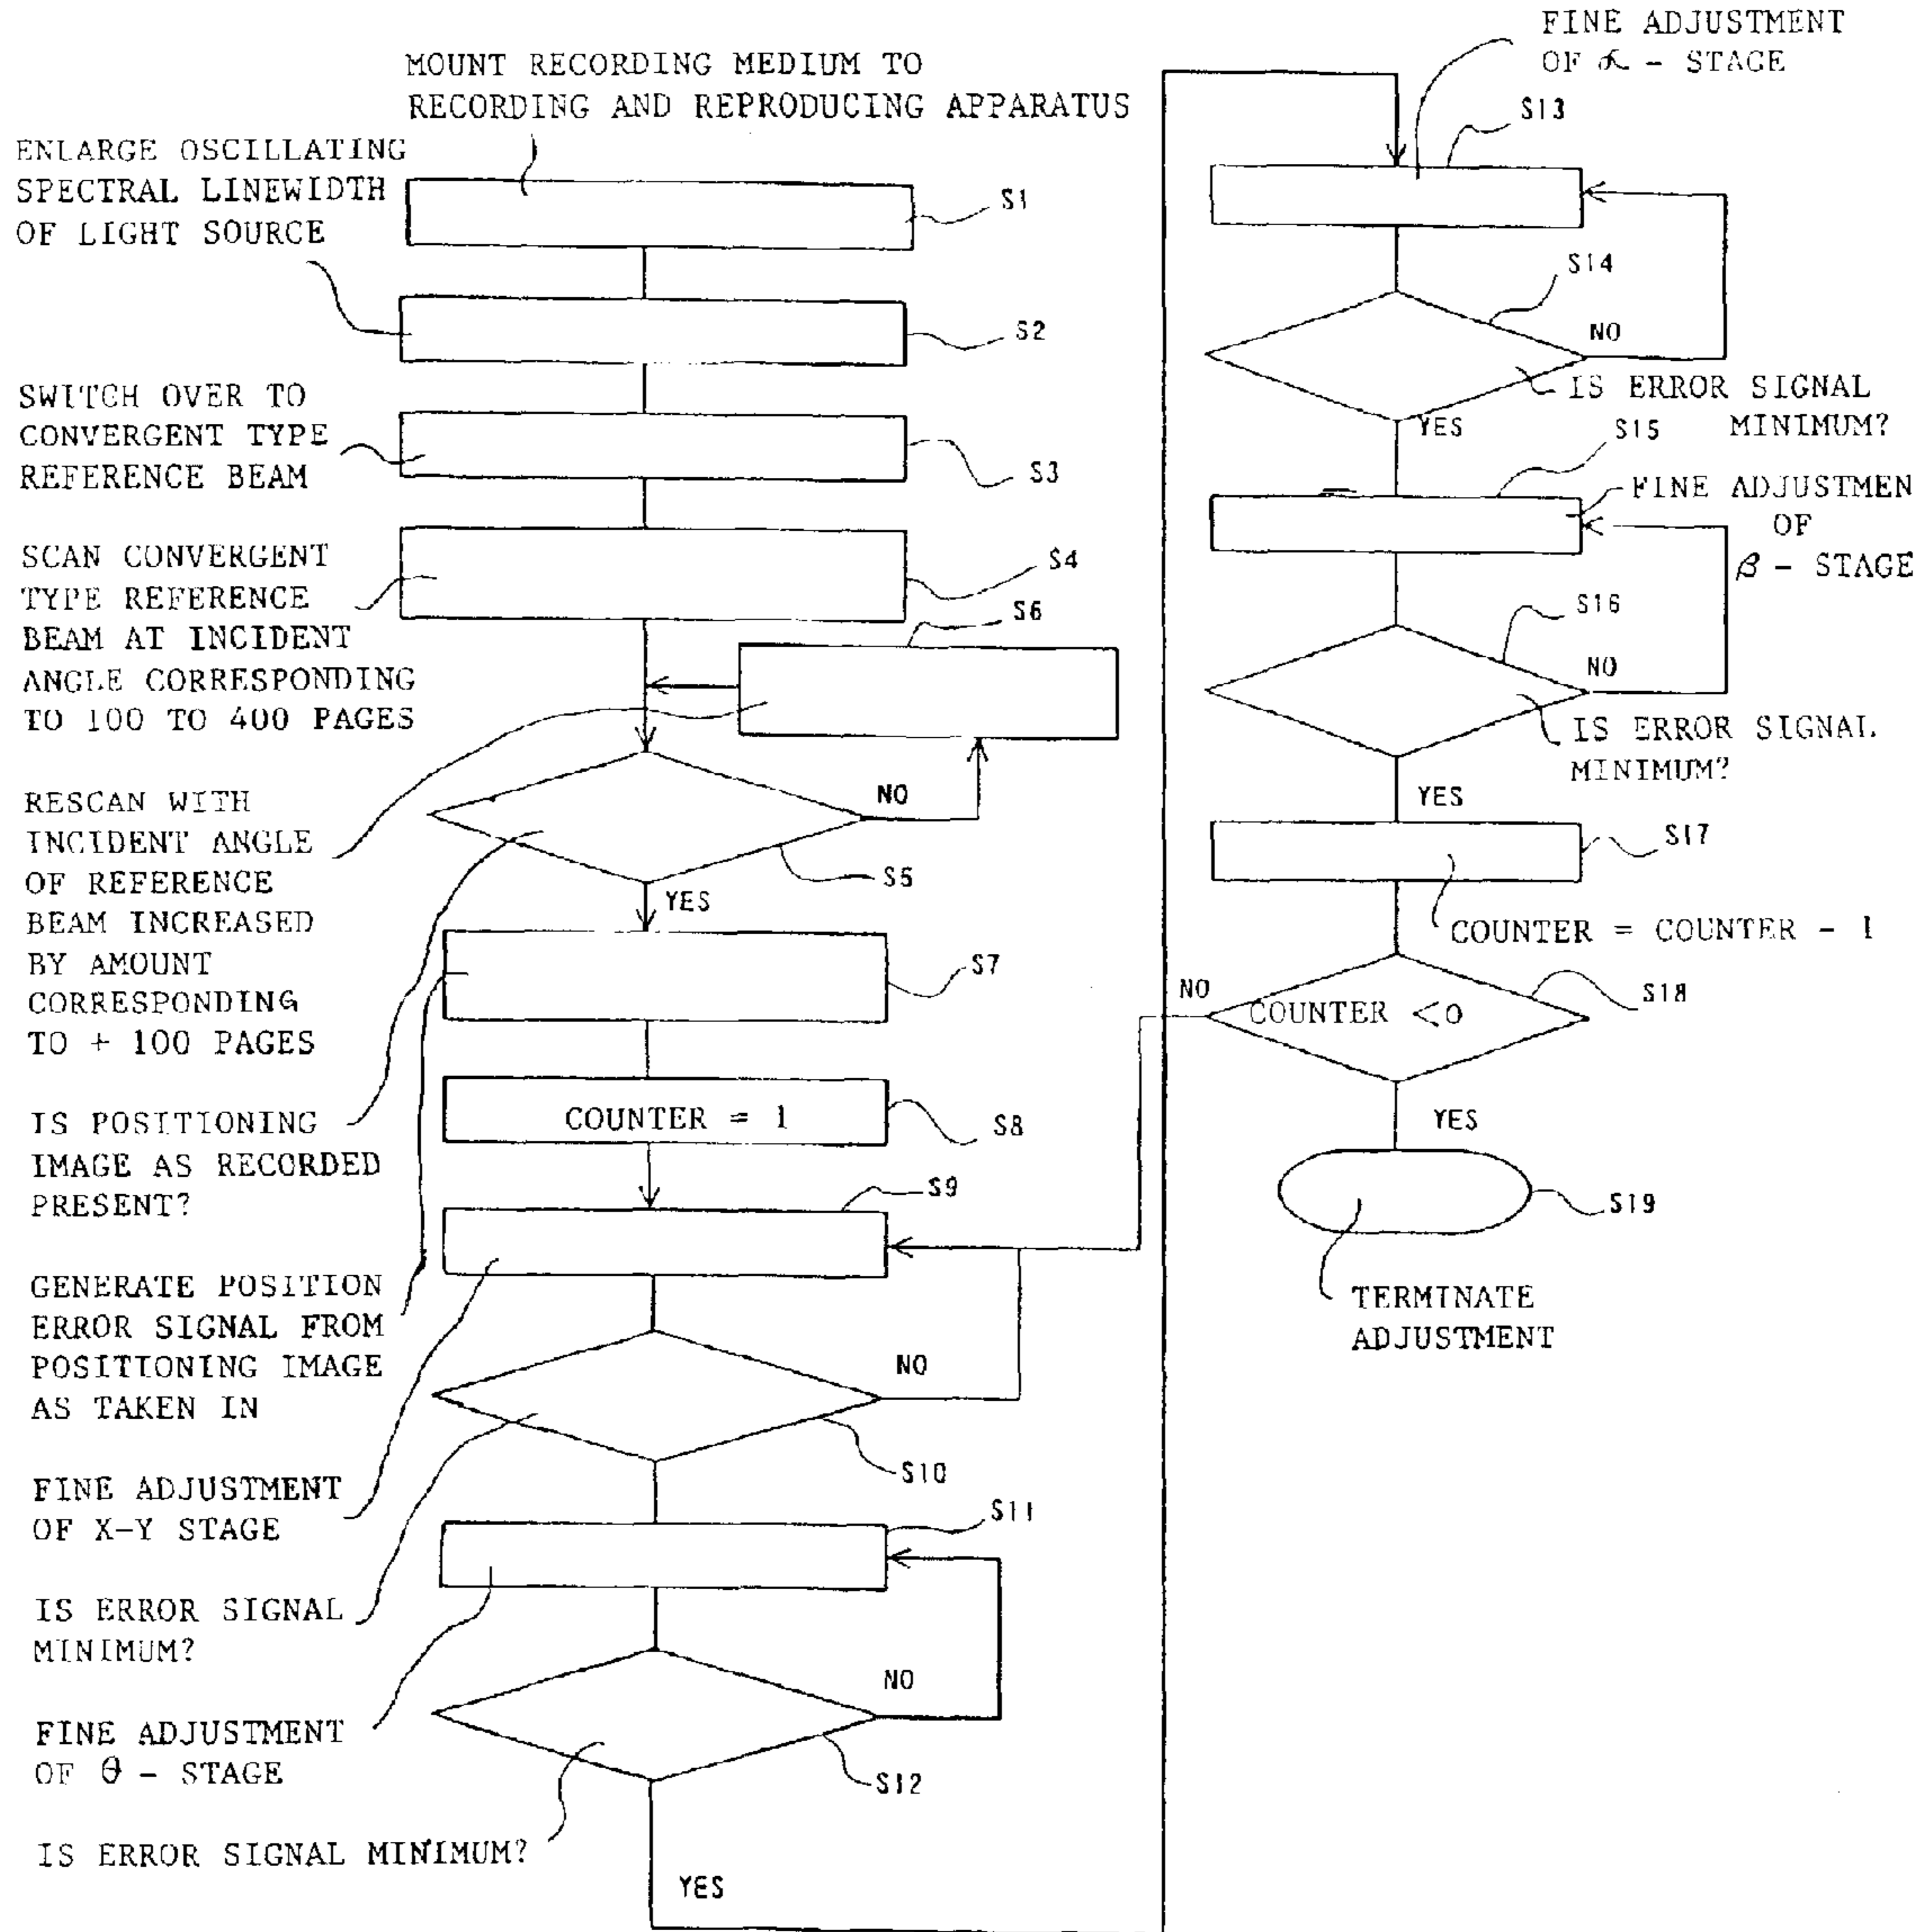 MOUNT RECORDING MEDIUM TO
RECORDING AND REPRODUCING APPARATUS
ENLARGE OSCILLATING
SPECTRAL LINEWIDTH
OF LIGHT SOURCE
S1
S2
SWITCH OVER TO
CONVERGENT TYPE
REFERENCE BEAM
S3
SCAN CONVERGENT
TYPE REFERENCE
BEAM AT INCIDENT
ANGLE CORRESPONDING
TO 100 TO 400 PAGES
S4
S6
RESCAN WITH
INCIDENT ANGLE
OF REFERENCE
BEAM INCREASED
BY AMOUNT
CORRESPONDING
TO + 100 PAGES
NO
S5
YES
S7
IS POSITIONING
IMAGE AS RECORDED
PRESENT?
COUNTER = 1
S8
S9
GENERATE POSITION
ERROR SIGNAL FROM
POSITIONING IMAGE
AS TAKEN IN
NO
S10
FINE ADJUSTMENT
OF X-Y STAGE
S11
IS ERROR SIGNAL
MINIMUM?
NO
FINE ADJUSTMENT
OF θ - STAGE
S12
IS ERROR SIGNAL MINIMUM?
YES
FINE ADJUSTMENT
OF α - STAGE
S13
S14
NO
IS ERROR SIGNAL
MINIMUM?
YES
S15
FINE ADJUSTMEN
OF
β - STAGE
S16
NO
IS ERROR SIGNAL
MINIMUM?
YES
S17
COUNTER = COUNTER - 1
NO
COUNTER <0
S18
YES
S19
TERMINATE
ADJUSTMENT